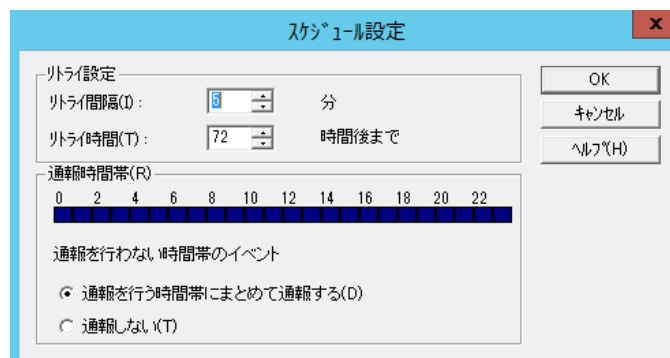 ｽｹｼﾞｭｰﾙ設定
x
ﾘﾄﾗｲ設定
ﾘﾄﾗｲ間隔(I) :
5
分
ﾘﾄﾗｲ時間(T) :
72
時間後まで
OK
ｷｬﾝｾﾙ
ﾍﾙﾌﾟ(H)
通報時間帯(R)
0 2 4 6 8 10 12 14 16 18 20 22
通報を行わない時間帯のイベント
通報を行う時間帯にまとめて通報する(D)
通報しない(T)